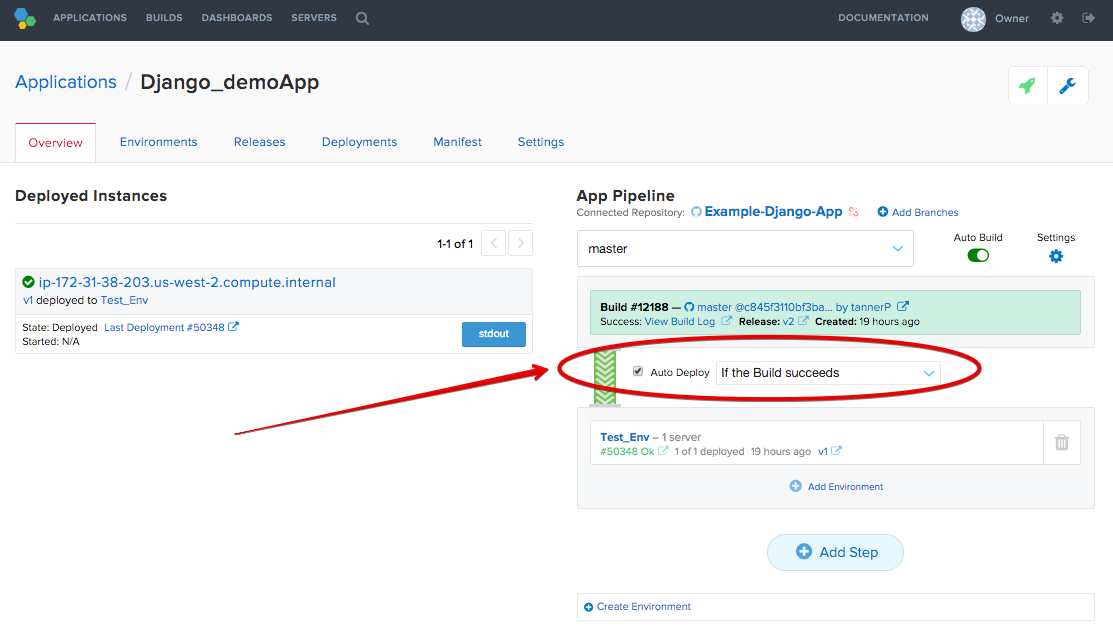 APPLICATIONS BUILDS DASHBOARDS SERVERS DOCUMENTATION Owner
Applications / Django_demoApp
Overview Environments Releases Deployments Manifest Settings
Deployed Instances
1-1 of 1
ip-172-31-38-203.us-west-2.compute.internal
v1 deployed to Test_Env
State: Deployed Last Deployment #50348
Started: N/A
stdout
App Pipeline
Connected Repository: Example-Django-App Add Branches
master
Auto Build
Settings
Build #12188 — master @c845f3110bf3ba... by tannerP
Success: View Build Log Release: v2 Created: 19 hours ago
Auto Deploy If the Build succeeds
Test_Env – 1 server
#50348 Ok 1 of 1 deployed 19 hours ago v1
Add Environment
Add Step
Create Environment